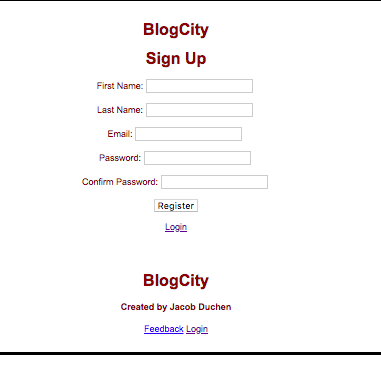 BlogCity
Sign Up
First Name:
Last Name:
Email:
Password:
Confirm Password:
Register
Login
BlogCity
Created by Jacob Duchen
Feedback Login